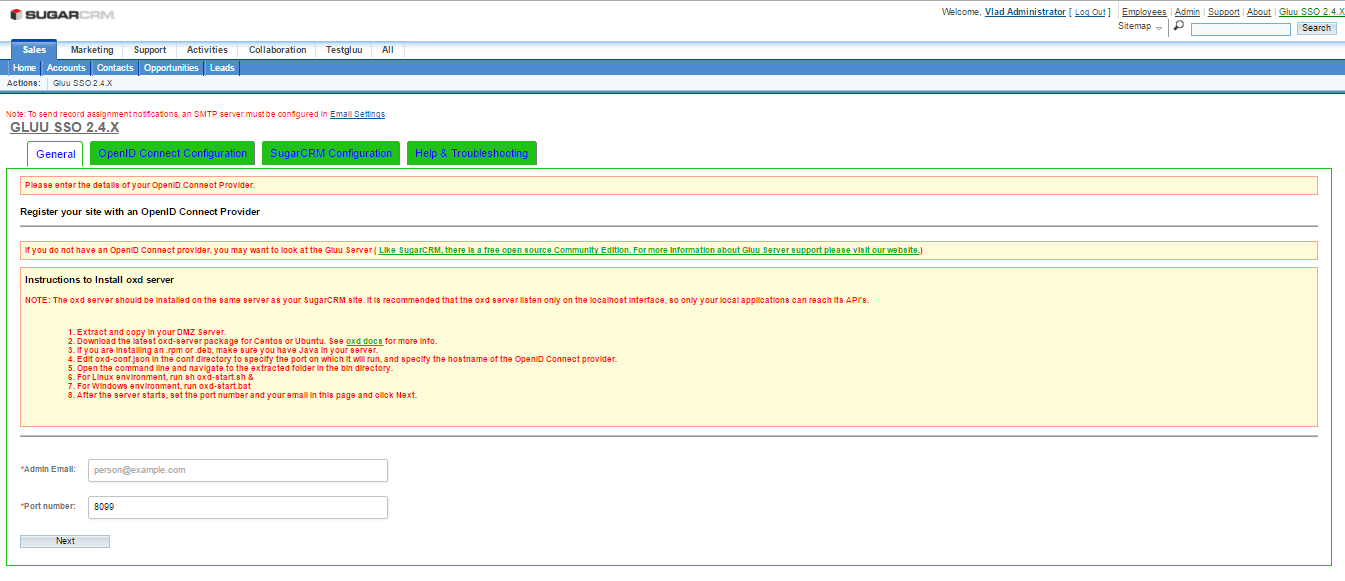 SUGARCRM
Welcome, Vlad Administrator [ Log Out ] Employees | Admin | Support | About | Gluu SSO 2.4.X
Sitemap Search
Sales Marketing Support Activities Collaboration Testgluu All
Home Accounts Contacts Opportunities Leads
Actions: Gluu SSO 2.4.X
Note: To send record assignment notifications, an SMTP server must be configured in Email Settings.
GLUU SSO 2.4.X
General OpenID Connect Configuration SugarCRM Configuration Help & Troubleshooting
Please enter the details of your OpenID Connect Provider.
Register your site with an OpenID Connect Provider
If you do not have an OpenID Connect provider, you may want to look at the Gluu Server ( Like SugarCRM, there is a free open source Community Edition. For more information about Gluu Server support please visit our website.)
Instructions to Install oxd server
NOTE: The oxd server should be installed on the same server as your SugarCRM site. It is recommended that the oxd server listen only on the localhost interface, so only your local applications can reach its API's.
1. Extract and copy in your DMZ Server.
2. Download the latest oxd-server package for Centos or Ubuntu. See oxd docs for more info.
3. If you are installing an .rpm or .deb, make sure you have Java in your server.
4. Edit oxd-conf.json in the conf directory to specify the port on which it will run, and specify the hostname of the OpenID Connect provider.
5. Open the command line and navigate to the extracted folder in the bin directory.
6. For Linux environment, run sh oxd-start.sh &
7. For Windows environment, run oxd-start.bat
8. After the server starts, set the port number and your email in this page and click Next.
*Admin Email: person@example.com
*Port number: 8099
Next